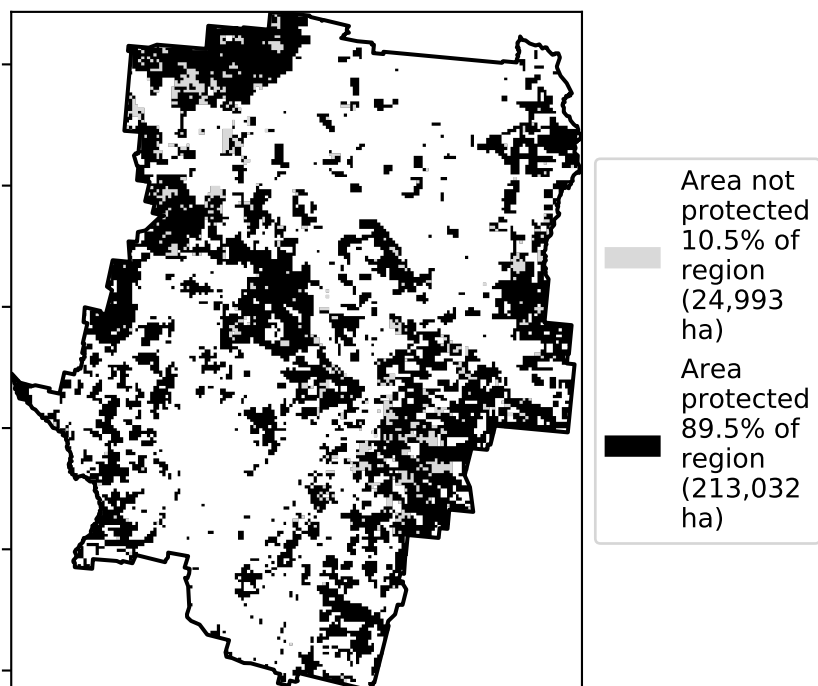 Area not
protected
10.5% of
region
(24,993
ha)
Area
protected
89.5% of
region
(213,032
ha)